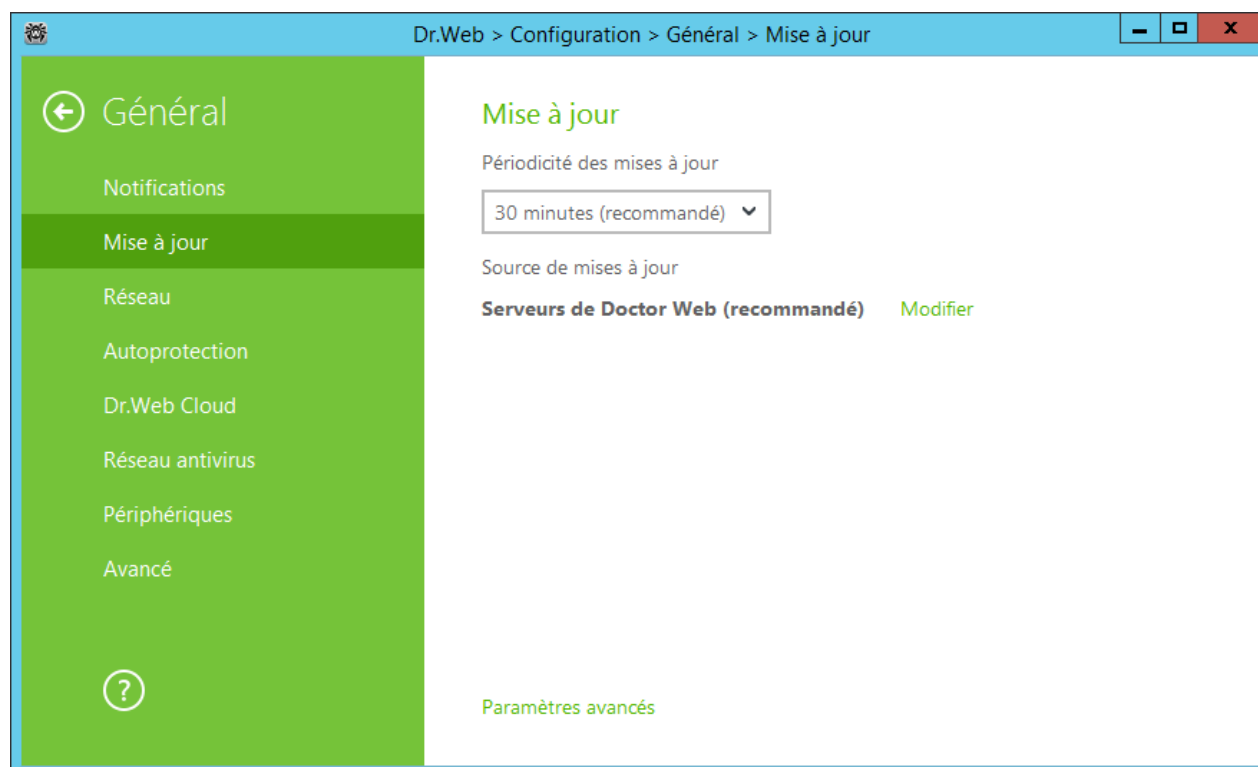 Dr.Web > Configuration > Général > Mise à jour
Général
Notifications
Mise à jour
Réseau
Autoprotection
Dr.Web Cloud
Réseau antivirus
Périphériques
Avancé
?
Mise à jour
Périodicité des mises à jour
30 minutes (recommandé)
Source de mises à jour
Serveurs de Doctor Web (recommandé) Modifier
Paramètres avancés